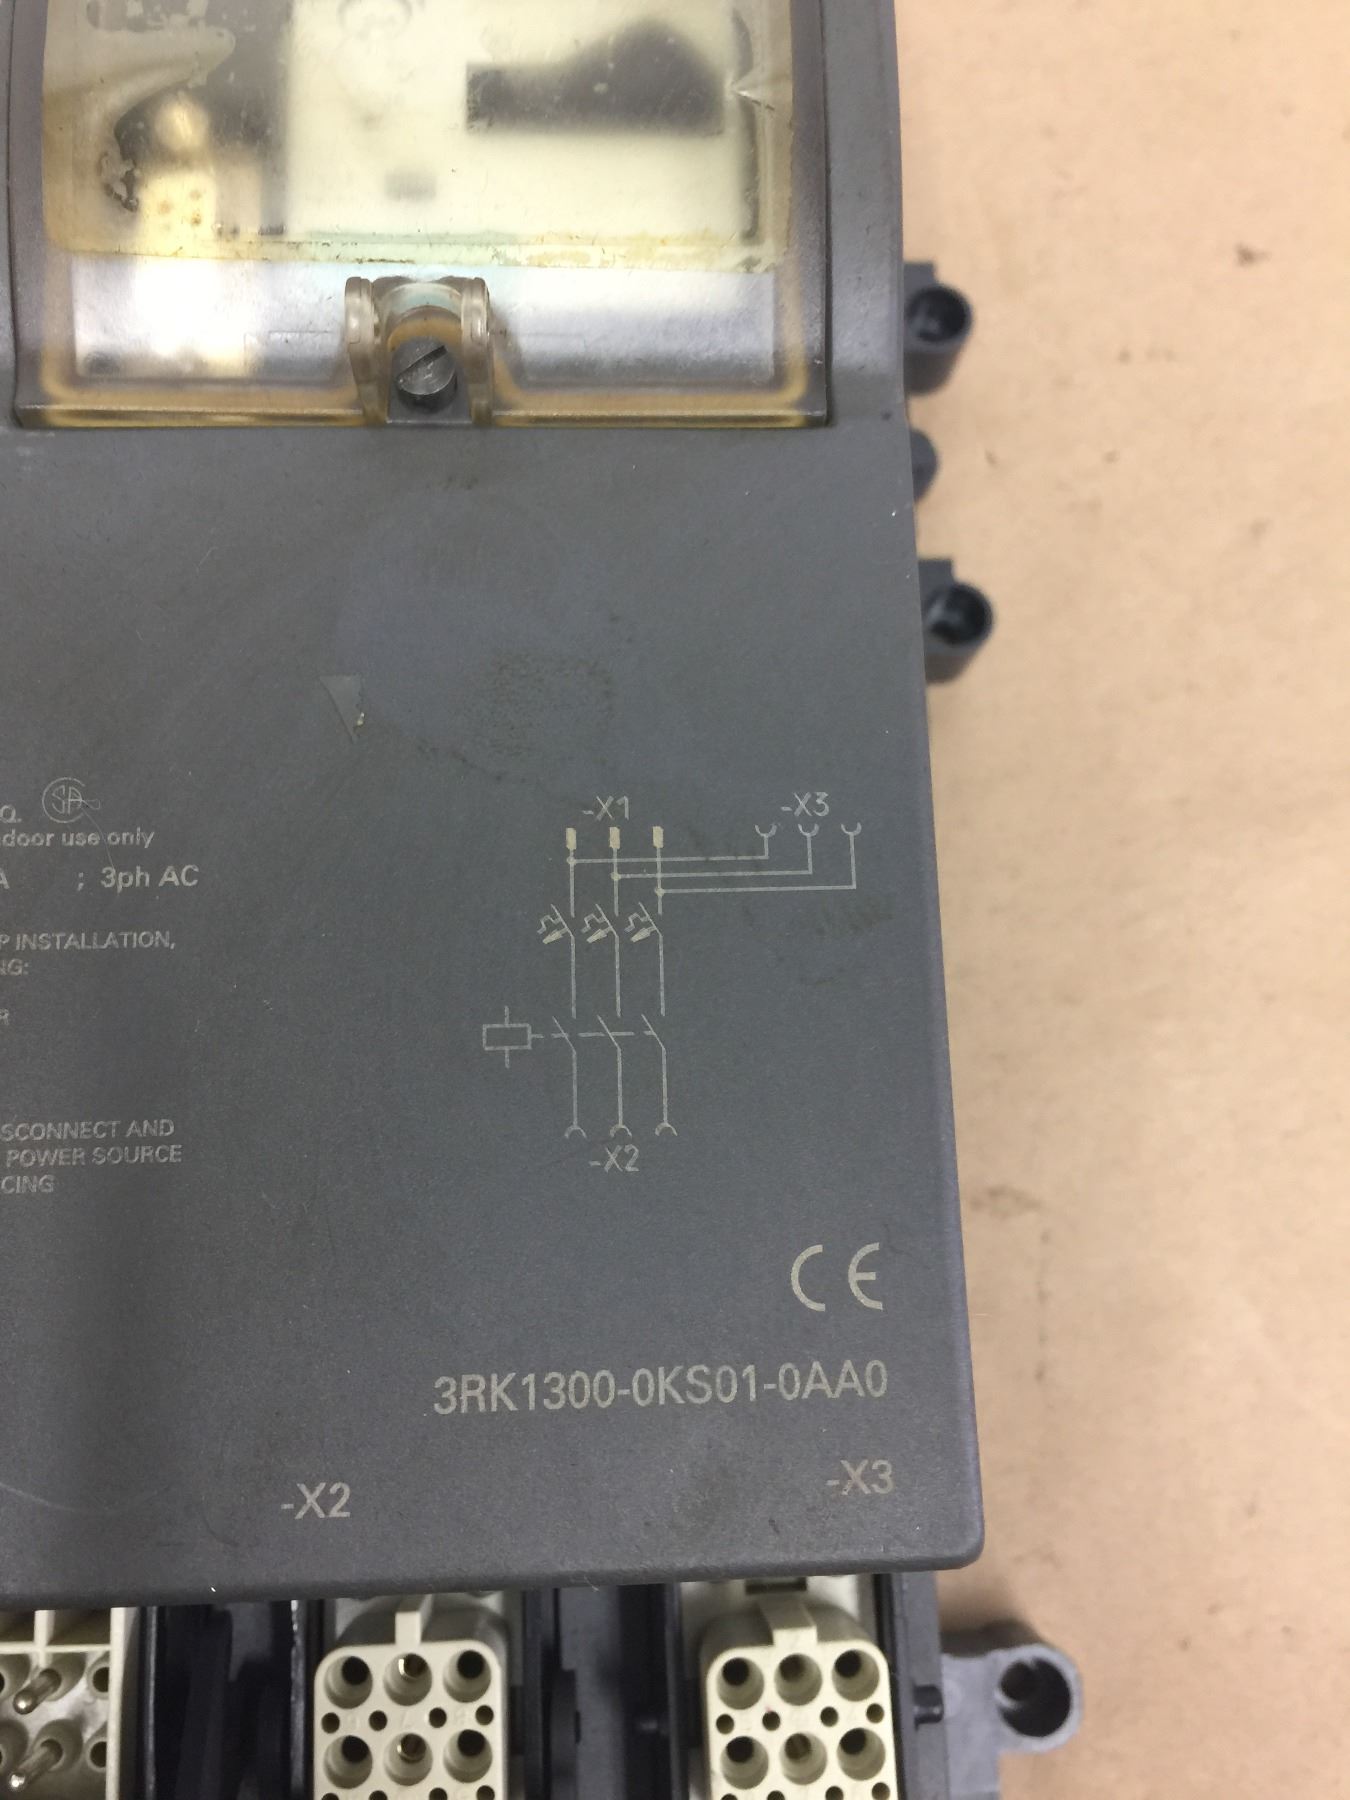 Q. SA
door use only
A ; 3ph AC
P INSTALLATION,
NG:
R
SCONNECT AND
POWER SOURCE
CING
-X1 -X3
-X2
CE
3RK1300-0KS01-0AA0
-X2 -X3